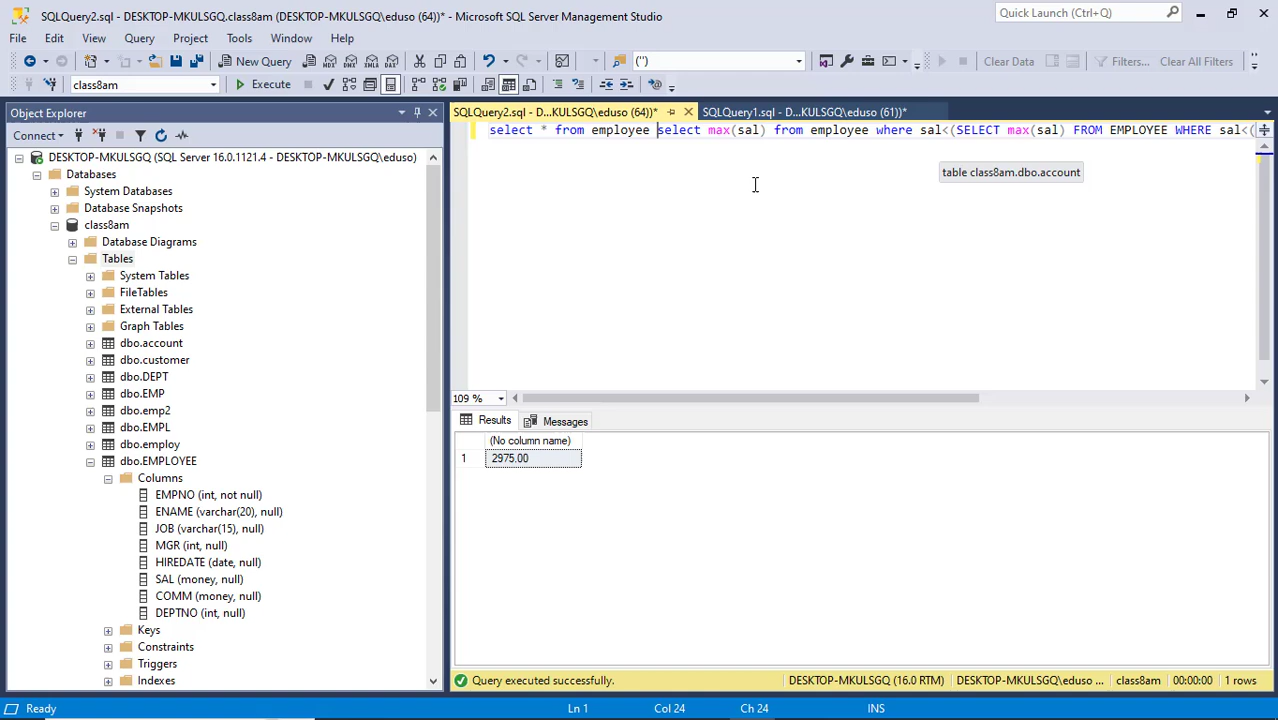 SQLQuery2.sql - DESKTOP-MKULSGQ.class8am (DESKTOP-MKULSGQ\eduso (64))* - Microsoft SQL Server Management Studio
Quick Launch (Ctrl+Q)
File Edit View Query Project Tools Window Help
New Query MDX DMX XMLA DAX ('')
Clear Data Filters... Clear All Filters
class8am Execute
Object Explorer
SQLQuery2.sql - D...KULSGQ\eduso (64))* SQLQuery1.sql - D...KULSGQ\eduso (61))*
Connect
select * from employee select max(sal) from employee where sal<(SELECT max(sal) FROM EMPLOYEE WHERE sal<(
table class8am.dbo.account
DESKTOP-MKULSGQ (SQL Server 16.0.1121.4 - DESKTOP-MKULSGQ\eduso)
Databases
System Databases
Database Snapshots
class8am
Database Diagrams
Tables
System Tables
FileTables
External Tables
Graph Tables
dbo.account
dbo.customer
dbo.DEPT
dbo.EMP
dbo.emp2
dbo.EMPL
dbo.employ
dbo.EMPLOYEE
Columns
EMPNO (int, not null)
ENAME (varchar(20), null)
JOB (varchar(15), null)
MGR (int, null)
HIREDATE (date, null)
SAL (money, null)
COMM (money, null)
DEPTNO (int, null)
Keys
Constraints
Triggers
Indexes
109 %
Results Messages
(No column name)
1 2975.00
Query executed successfully. DESKTOP-MKULSGQ (16.0 RTM) DESKTOP-MKULSGQ\eduso ... class8am 00:00:00 1 rows
Ready Ln 1 Col 24 Ch 24 INS